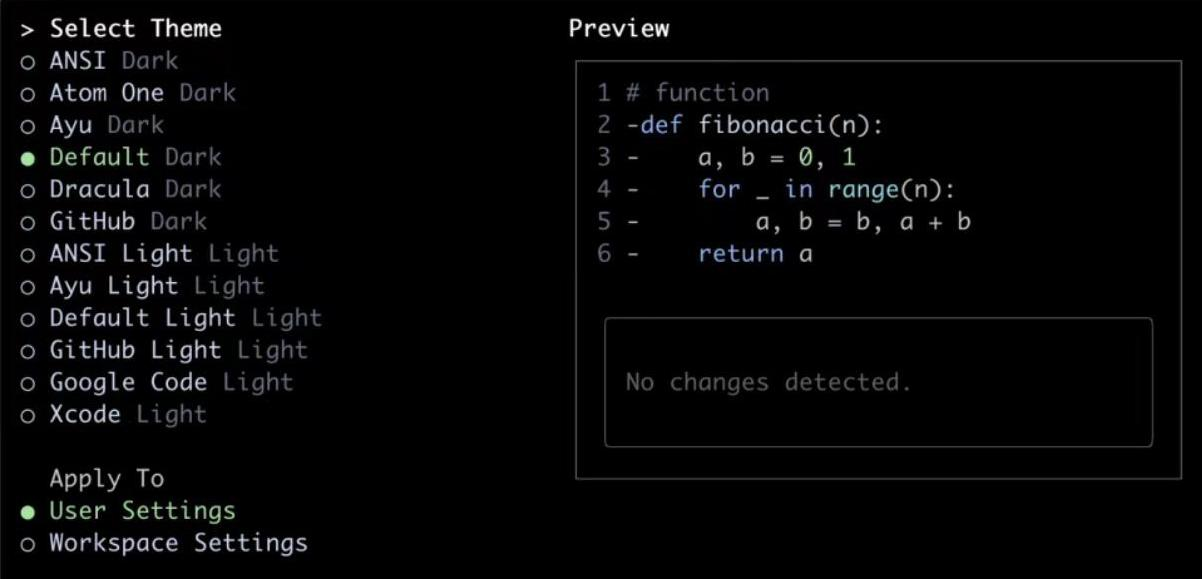 > Select Theme
○ ANSI Dark
○ Atom One Dark
○ Ayu Dark
● Default Dark
○ Dracula Dark
○ GitHub Dark
○ ANSI Light Light
○ Ayu Light Light
○ Default Light Light
○ GitHub Light Light
○ Google Code Light
○ Xcode Light
Apply To
● User Settings
○ Workspace Settings
Preview
1 # function
2 -def fibonacci(n):
3 -    a, b = 0, 1
4 -    for _ in range(n):
5 -        a, b = b, a + b
6 -    return a
No changes detected.